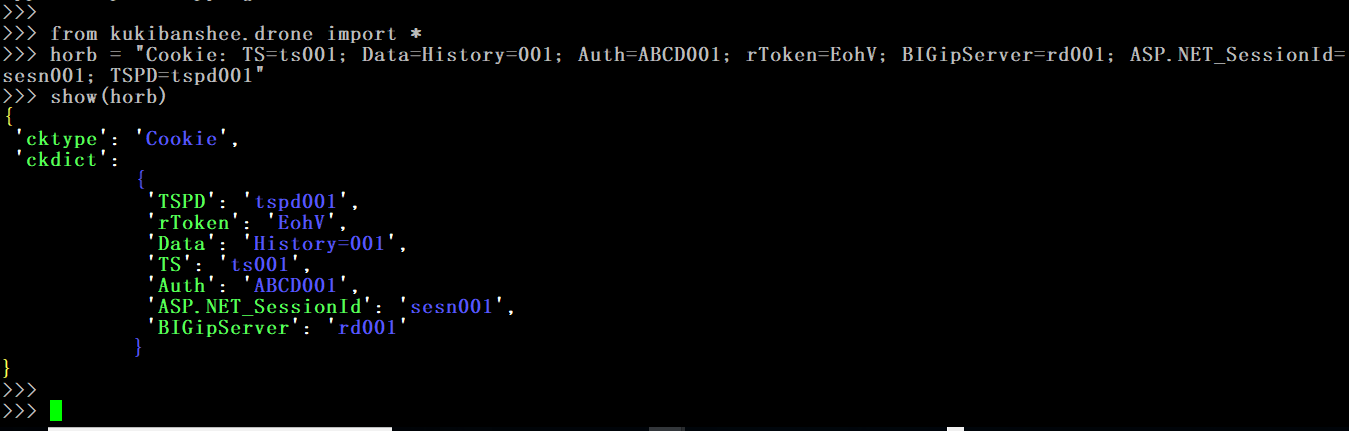 >>>
>>> from kukibanshee.drone import *
>>> horb = "Cookie: TS=ts001; Data=History=001; Auth=ABCD001; rToken=EohV; BIGipServer=rd001; ASP.NET_SessionId=
sesn001; TSPD=tspd001"
>>> show(horb)
{
 'cktype': 'Cookie',
 'ckdict':
           {
            'TSPD': 'tspd001',
            'rToken': 'EohV',
            'Data': 'History=001',
            'TS': 'ts001',
            'Auth': 'ABCD001',
            'ASP.NET_SessionId': 'sesn001',
            'BIGipServer': 'rd001'
           }
}
>>>
>>>